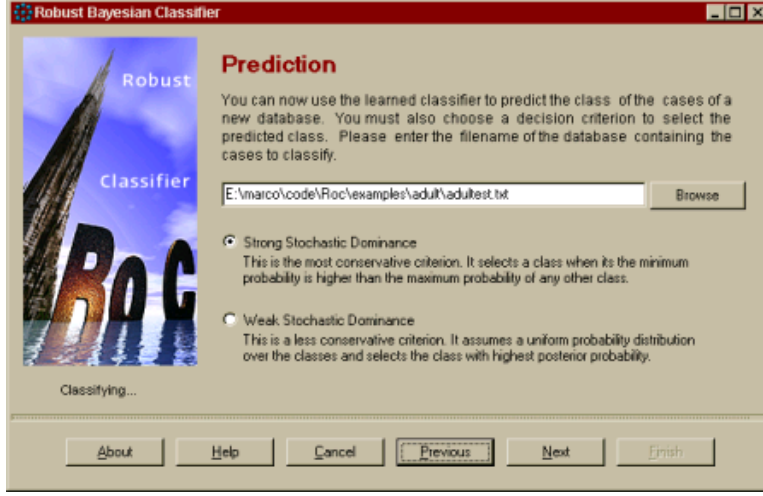 Robust Bayesian Classifier
Robust
Classifier
Roc
Classifying...
Prediction
You can now use the learned classifier to predict the class of the cases of a
new database. You must also choose a decision criterion to select the
predicted class. Please enter the filename of the database containing the
cases to classify.
E:\marco\code\Roc\examples\adult\adultest.txt
Browse
Strong Stochastic Dominance
This is the most conservative criterion. It selects a class when its the minimum
probability is higher than the maximum probability of any other class.
Weak Stochastic Dominance
This is a less conservative criterion. It assumes a uniform probability distribution
over the classes and selects the class with highest posterior probability.
About
Help
Cancel
Previous
Next
Finish